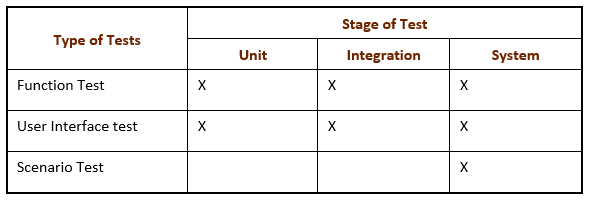 Type of Tests
Stage of Test
Unit Integration System
Function Test X X X
User Interface test X X X
Scenario Test X